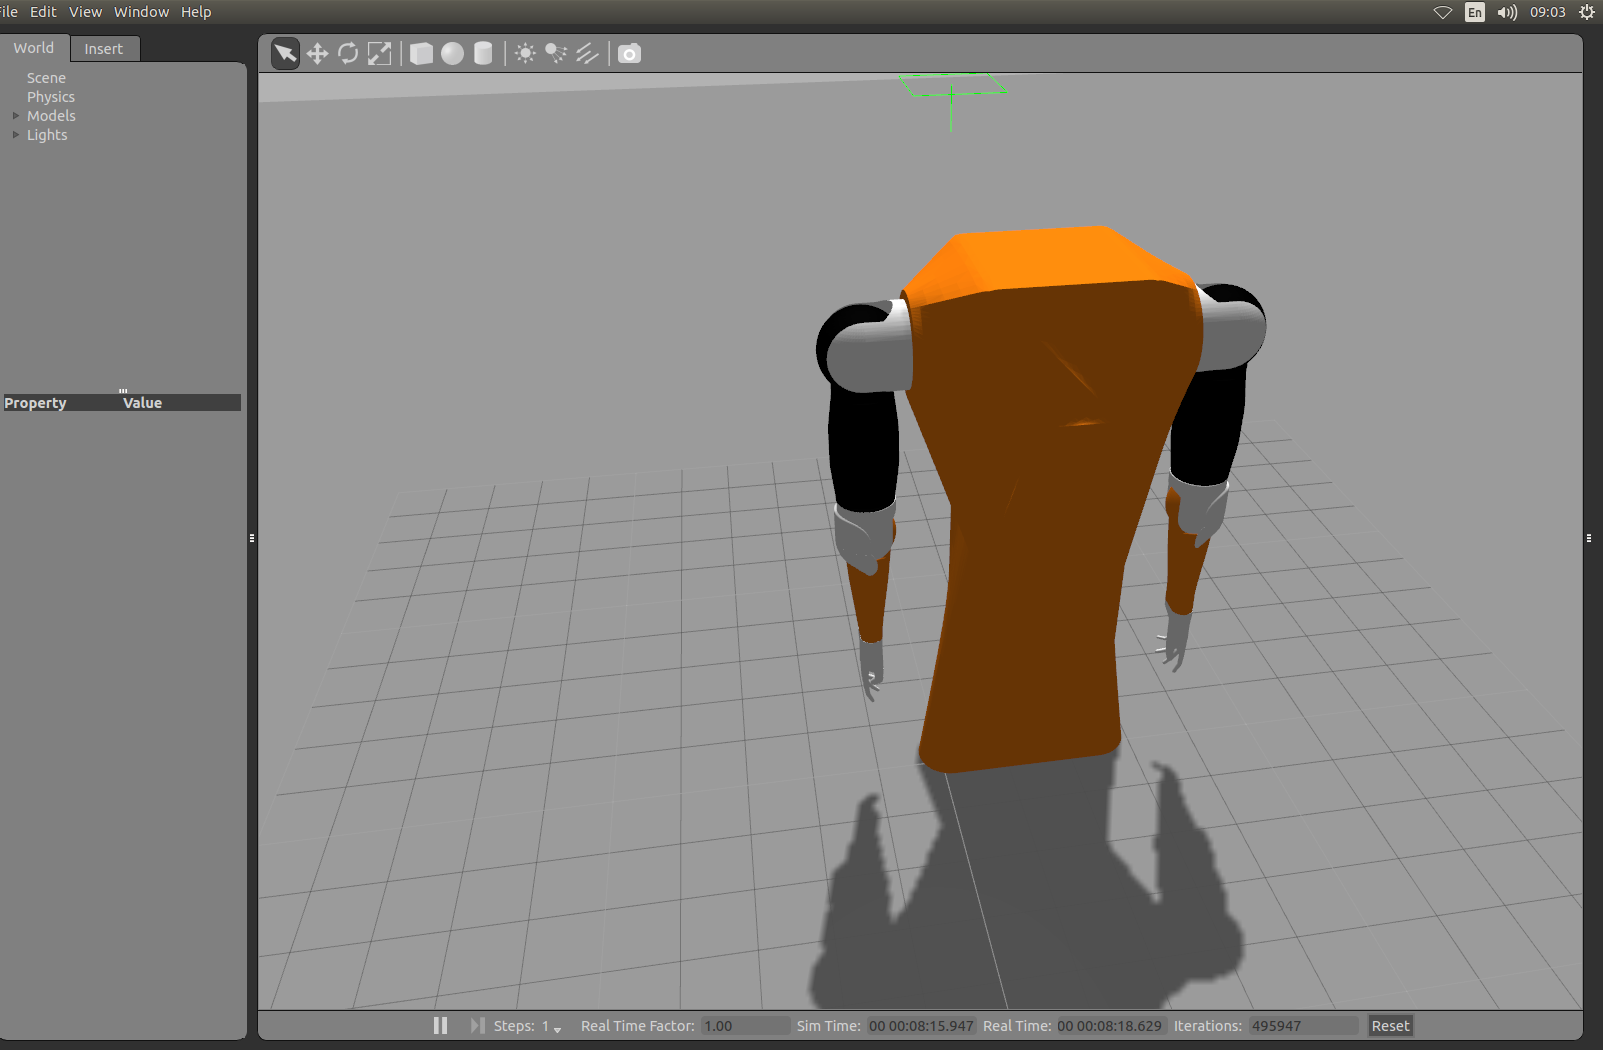 ile Edit View Window Help En 09:03
World Insert
Scene
Physics
Models
Lights
Property Value
Steps: 1 Real Time Factor: 1.00 Sim Time: 00 00:08:15.947 Real Time: 00 00:08:18.629 Iterations: 495947 Reset